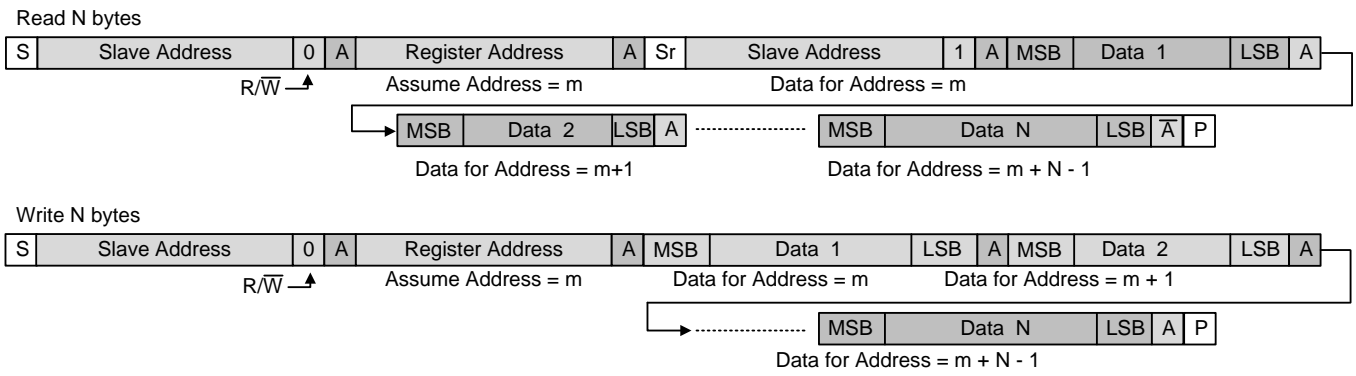 Read N bytes
S Slave Address 0 A Register Address A Sr Slave Address 1 A MSB Data 1 LSB A
R/W̅ Assume Address = m Data for Address = m
MSB Data 2 LSB A MSB Data N LSB A̅ P
Data for Address = m+1 Data for Address = m + N - 1
Write N bytes
S Slave Address 0 A Register Address A MSB Data 1 LSB A MSB Data 2 LSB A
R/W̅ Assume Address = m Data for Address = m Data for Address = m + 1
MSB Data N LSB A P
Data for Address = m + N - 1